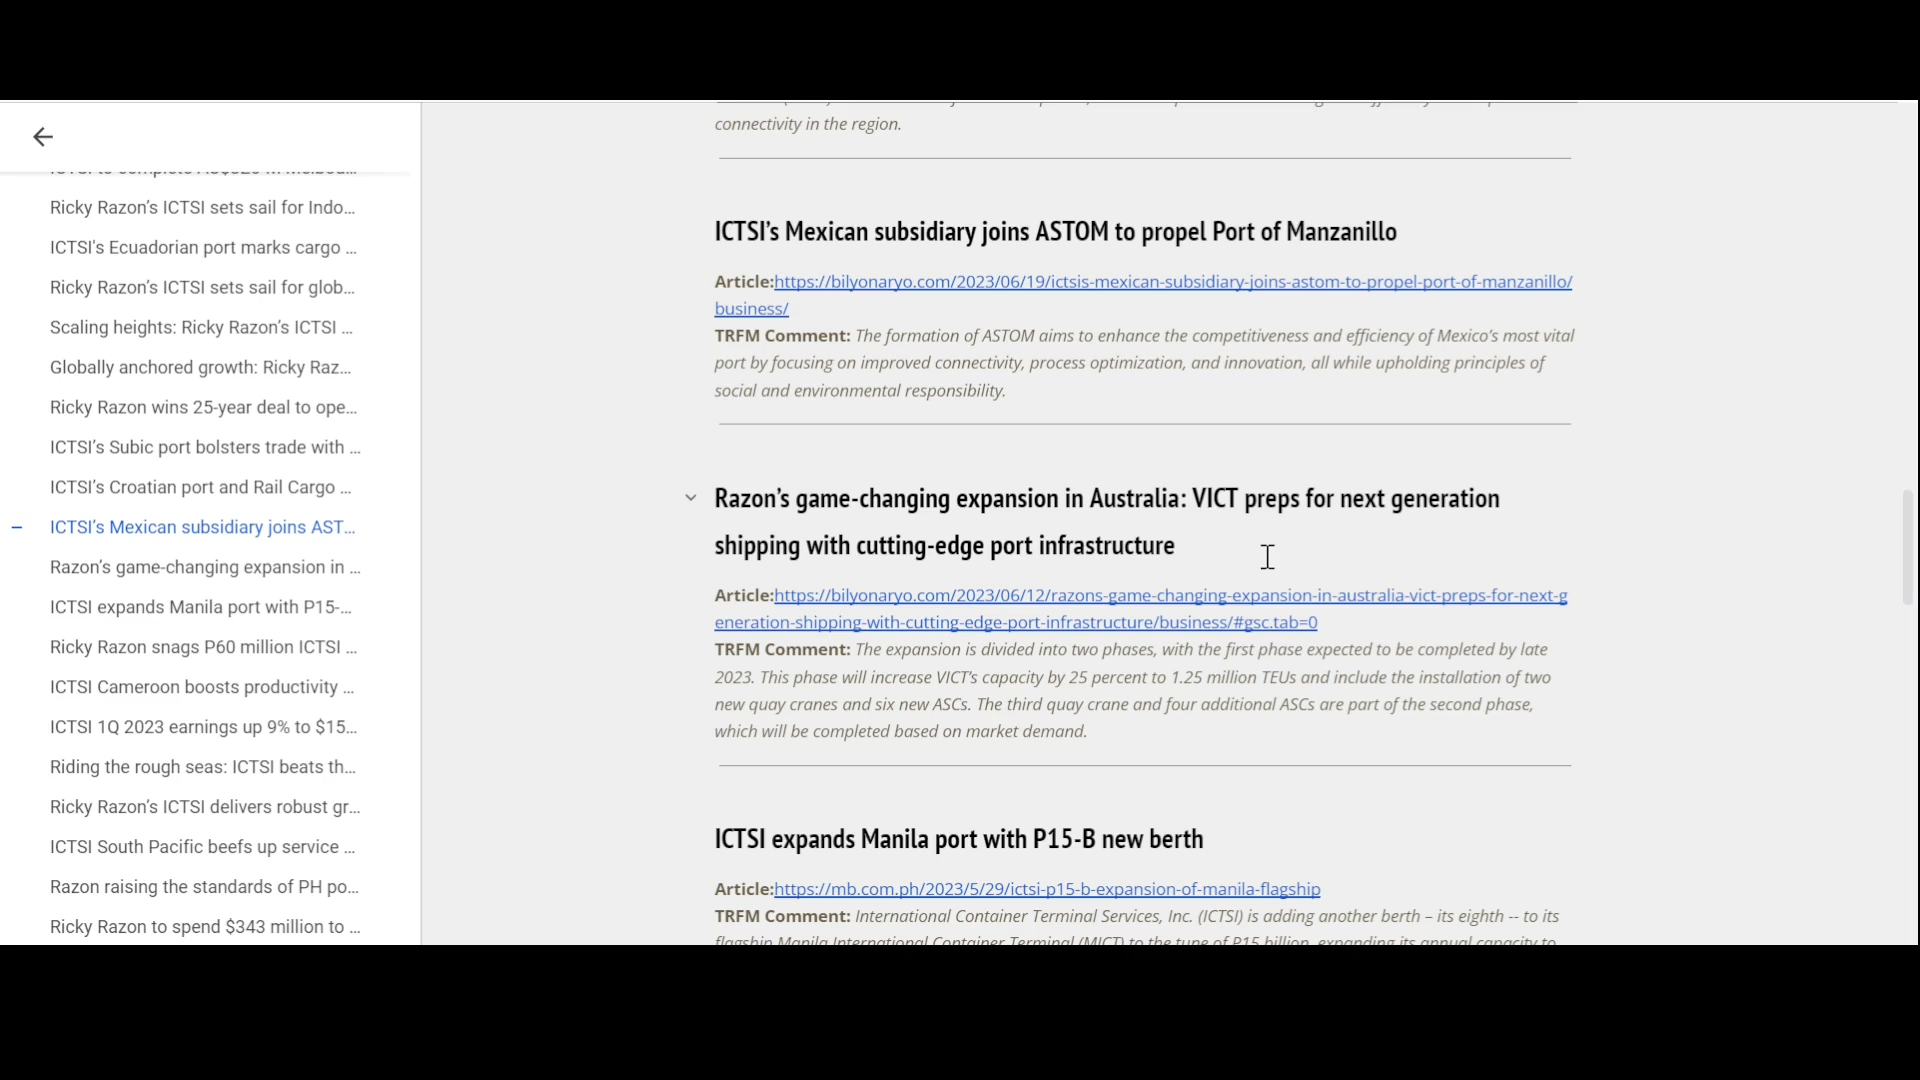 Ricky Razon’s ICTSI sets sail for Indo...
ICTSI's Ecuadorian port marks cargo ...
Ricky Razon’s ICTSI sets sail for glob...
Scaling heights: Ricky Razon’s ICTSI ...
Globally anchored growth: Ricky Raz...
Ricky Razon wins 25-year deal to ope...
ICTSI’s Subic port bolsters trade with ...
ICTSI’s Croatian port and Rail Cargo ...
ICTSI’s Mexican subsidiary joins AST...
Razon’s game-changing expansion in ...
ICTSI expands Manila port with P15-...
Ricky Razon snags P60 million ICTSI ...
ICTSI Cameroon boosts productivity ...
ICTSI 1Q 2023 earnings up 9% to $15...
Riding the rough seas: ICTSI beats th...
Ricky Razon’s ICTSI delivers robust gr...
ICTSI South Pacific beefs up service ...
Razon raising the standards of PH po...
Ricky Razon to spend $343 million to ...
connectivity in the region.
ICTSI’s Mexican subsidiary joins ASTOM to propel Port of Manzanillo
Article:https://bilyonaryo.com/2023/06/19/ictsis-mexican-subsidiary-joins-astom-to-propel-port-of-manzanillo/
business/
TRFM Comment: The formation of ASTOM aims to enhance the competitiveness and efficiency of Mexico’s most vital
port by focusing on improved connectivity, process optimization, and innovation, all while upholding principles of
social and environmental responsibility.
Razon’s game-changing expansion in Australia: VICT preps for next generation
shipping with cutting-edge port infrastructure
Article:https://bilyonaryo.com/2023/06/12/razons-game-changing-expansion-in-australia-vict-preps-for-next-g
eneration-shipping-with-cutting-edge-port-infrastructure/business/#gsc.tab=0
TRFM Comment: The expansion is divided into two phases, with the first phase expected to be completed by late
2023. This phase will increase VICT’s capacity by 25 percent to 1.25 million TEUs and include the installation of two
new quay cranes and six new ASCs. The third quay crane and four additional ASCs are part of the second phase,
which will be completed based on market demand.
ICTSI expands Manila port with P15-B new berth
Article:https://mb.com.ph/2023/5/29/ictsi-p15-b-expansion-of-manila-flagship
TRFM Comment: International Container Terminal Services, Inc. (ICTSI) is adding another berth – its eighth -- to its
flagship Manila International Container Terminal (MICT) to the tune of P15 billion, expanding its annual capacity to